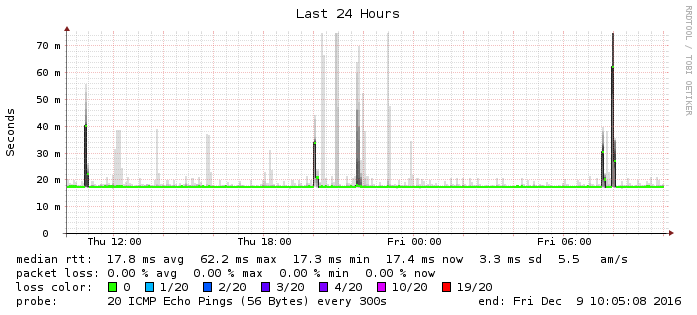 Last 24 Hours
RRDTOOL / TOBI OETIKER
Seconds
70 m
60 m
50 m
40 m
30 m
20 m
10 m
0
Thu 12:00 Thu 18:00 Fri 00:00 Fri 06:00
median rtt: 17.8 ms avg 62.2 ms max 17.3 ms min 17.4 ms now 3.3 ms sd 5.5 am/s
packet loss: 0.00 % avg 0.00 % max 0.00 % min 0.00 % now
loss color: 0 1/20 2/20 3/20 4/20 10/20 19/20
probe: 20 ICMP Echo Pings (56 Bytes) every 300s end: Fri Dec 9 10:05:08 2016